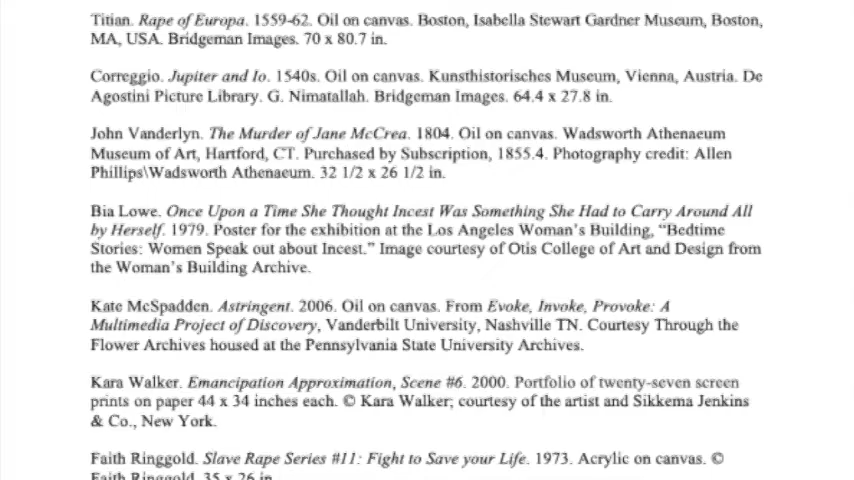 Titian. Rape of Europa. 1559-62. Oil on canvas. Boston, Isabella Stewart Gardner Museum, Boston,
MA, USA. Bridgeman Images. 70 x 80.7 in.
Correggio. Jupiter and Io. 1540s. Oil on canvas. Kunsthistorisches Museum, Vienna, Austria. De
Agostini Picture Library. G. Nimatallah. Bridgeman Images. 64.4 x 27.8 in.
John Vanderlyn. The Murder of Jane McCrea. 1804. Oil on canvas. Wadsworth Athenaeum
Museum of Art, Hartford, CT. Purchased by Subscription, 1855.4. Photography credit: Allen
Phillips\Wadsworth Athenaeum. 32 1/2 x 26 1/2 in.
Bia Lowe. Once Upon a Time She Thought Incest Was Something She Had to Carry Around All
by Herself. 1979. Poster for the exhibition at the Los Angeles Woman's Building, “Bedtime
Stories: Women Speak out about Incest.” Image courtesy of Otis College of Art and Design from
the Woman's Building Archive.
Kate McSpadden. Astringent. 2006. Oil on canvas. From Evoke, Invoke, Provoke: A
Multimedia Project of Discovery, Vanderbilt University, Nashville TN. Courtesy Through the
Flower Archives housed at the Pennsylvania State University Archives.
Kara Walker. Emancipation Approximation, Scene #6. 2000. Portfolio of twenty-seven screen
prints on paper 44 x 34 inches each. © Kara Walker; courtesy of the artist and Sikkema Jenkins
& Co., New York.
Faith Ringgold. Slave Rape Series #11: Fight to Save your Life. 1973. Acrylic on canvas. ©
Faith Ringgold. 35 x 26 in.